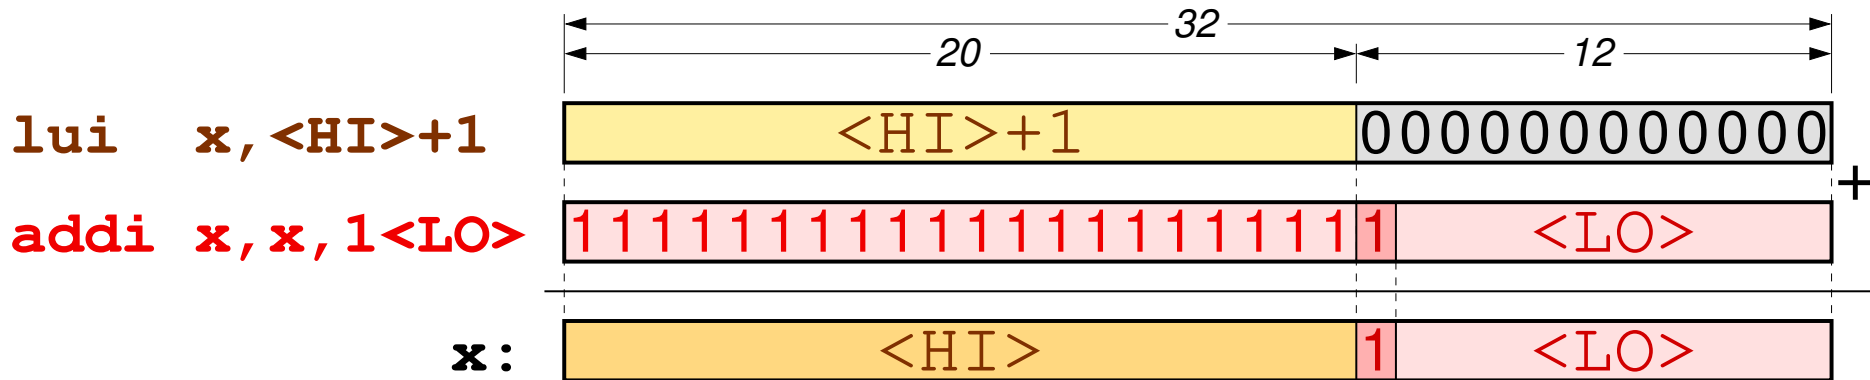 32
20 12
lui x,<HI>+1 <HI>+1 000000000000
+
addi x,x,1<LO> 11111111111111111111 1 <LO>
x: <HI> 1 <LO>